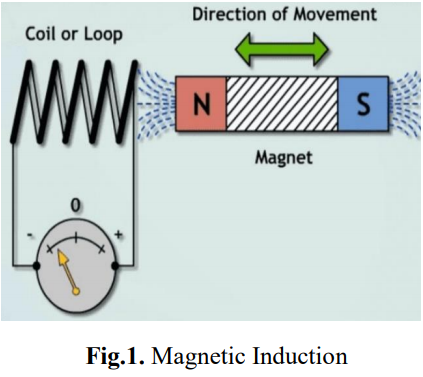 Direction of Movement
Coil or Loop
N
S
Magnet
0
- +
Fig.1. Magnetic Induction